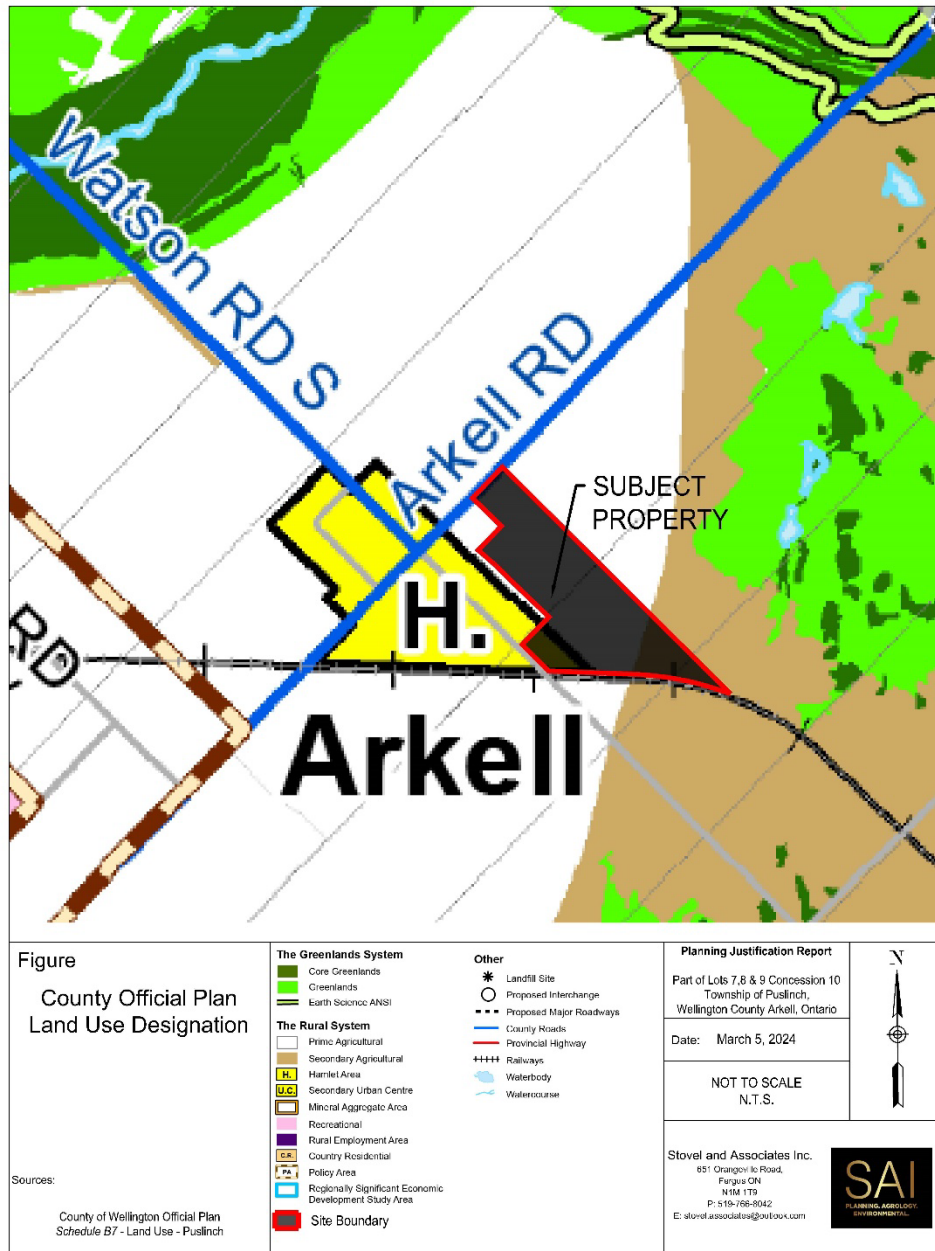 Watson RD S
Arkell RD
SUBJECT
PROPERTY
H.
RD
Arkell
Figure
County Official Plan
Land Use Designation
Sources:
County of Wellington Official Plan
Schedule B7 - Land Use - Puslinch
The Greenlands System
Core Greenlands
Greenlands
Earth Science ANSI
The Rural System
Prime Agricultural
Secondary Agricultural
H. Hamlet Area
U.C. Secondary Urban Centre
Mineral Aggregate Area
Recreational
Rural Employment Area
C.R. Country Residential
PA Policy Area
Regionally Significant Economic
Development Study Area
Site Boundary
Other
Landfill Site
Proposed Interchange
Proposed Major Roadways
County Roads
Provincial Highway
Railways
Waterbody
Watercourse
Planning Justification Report
Part of Lots 7,8 & 9 Concession 10
Township of Puslinch,
Wellington County Arkell, Ontario
Date: March 5, 2024
NOT TO SCALE
N.T.S.
N
Stovel and Associates Inc.
651 Orangeville Road,
Fergus ON
N1M 1T9
P: 519-766-8042
E: stovel.associates@outlook.com
SAI
PLANNING. AGROLOGY.
ENVIRONMENTAL.